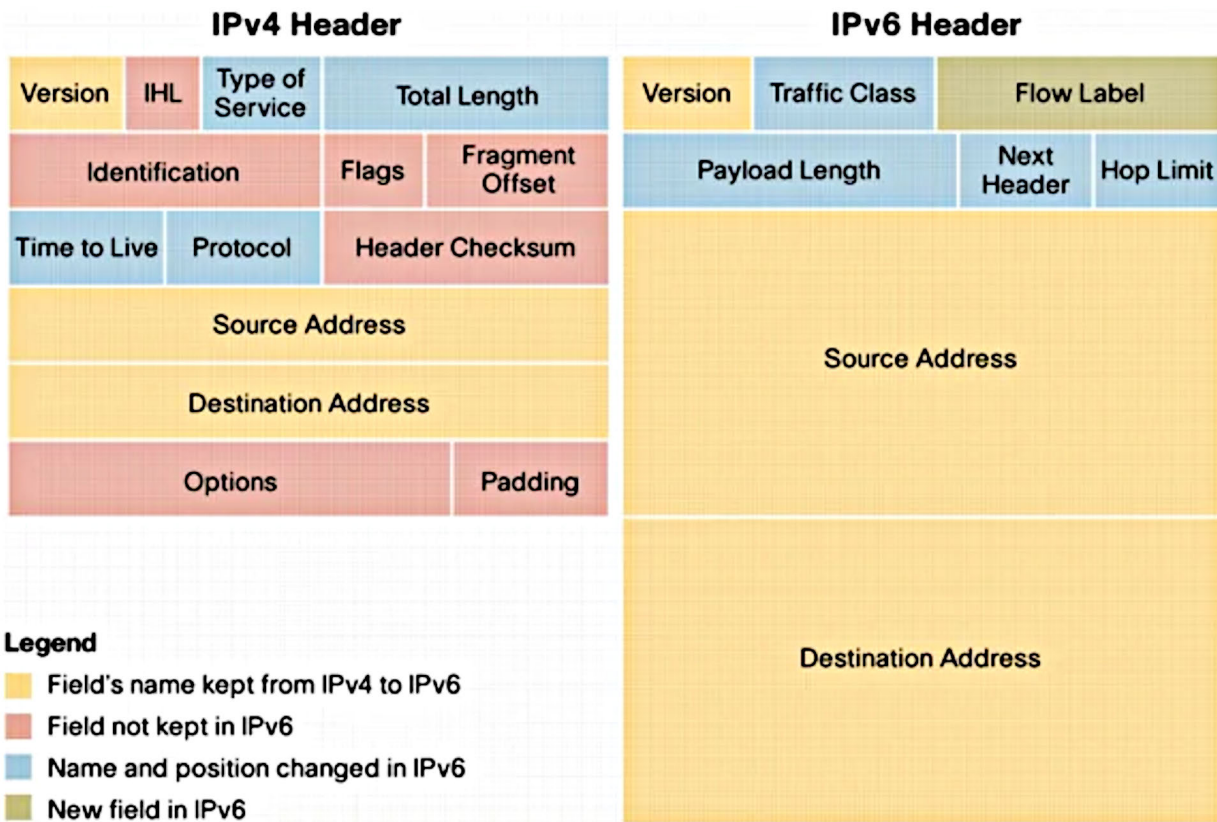 IPv4 Header
IPv6 Header
Version IHL Type of Service Total Length
Version Traffic Class Flow Label
Identification Flags Fragment Offset
Payload Length Next Header Hop Limit
Time to Live Protocol Header Checksum
Source Address
Destination Address
Options Padding
Source Address
Destination Address
Legend
Field's name kept from IPv4 to IPv6
Field not kept in IPv6
Name and position changed in IPv6
New field in IPv6